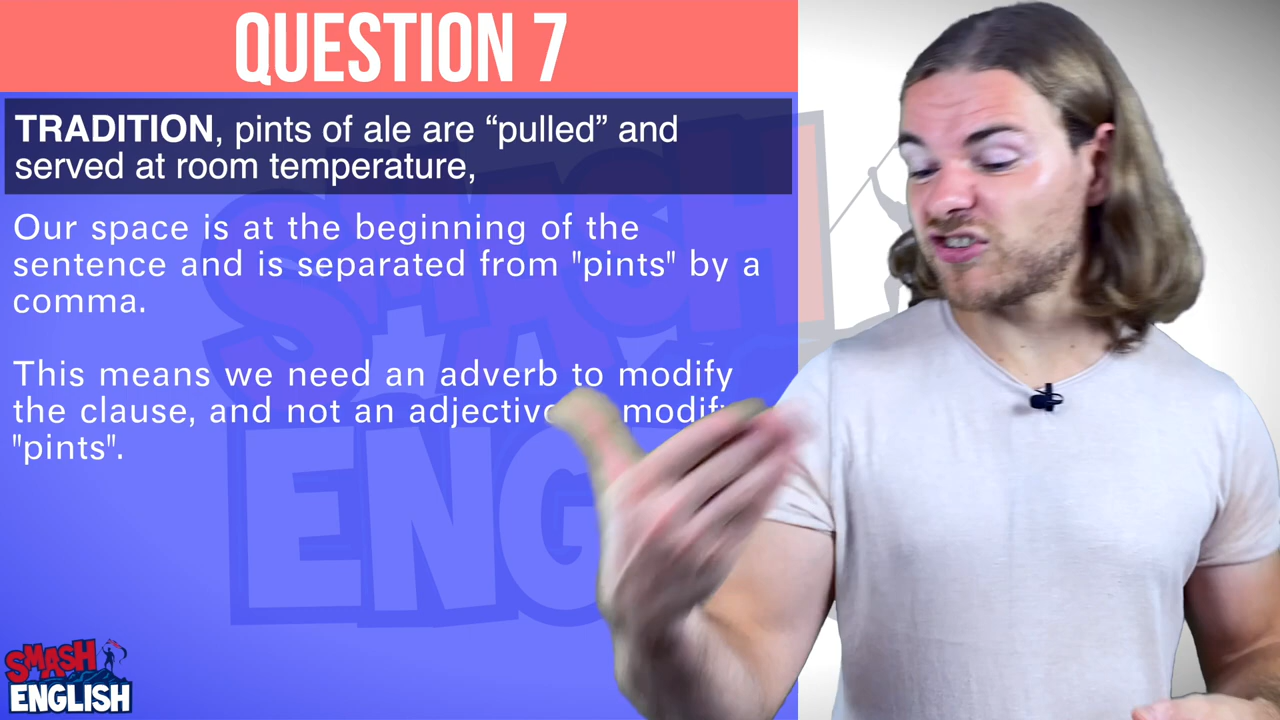 QUESTION 7
TRADITION, pints of ale are “pulled” and
served at room temperature,
Our space is at the beginning of the
sentence and is separated from "pints" by a
comma.
This means we need an adverb to modify
the clause, and not an adjective modify
"pints".
SMASH
ENGLISH